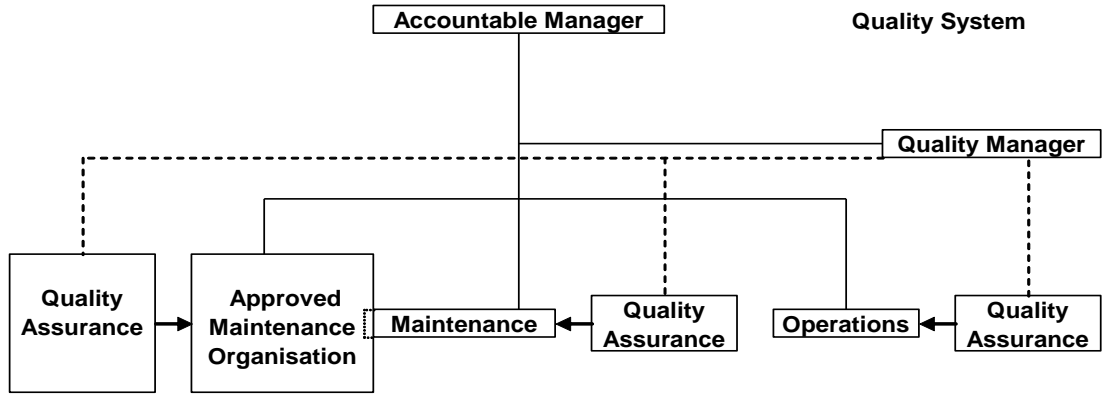 Accountable Manager
Quality System
Quality Manager
Quality
Assurance
Approved
Maintenance
Organisation
Maintenance
Quality
Assurance
Operations
Quality
Assurance